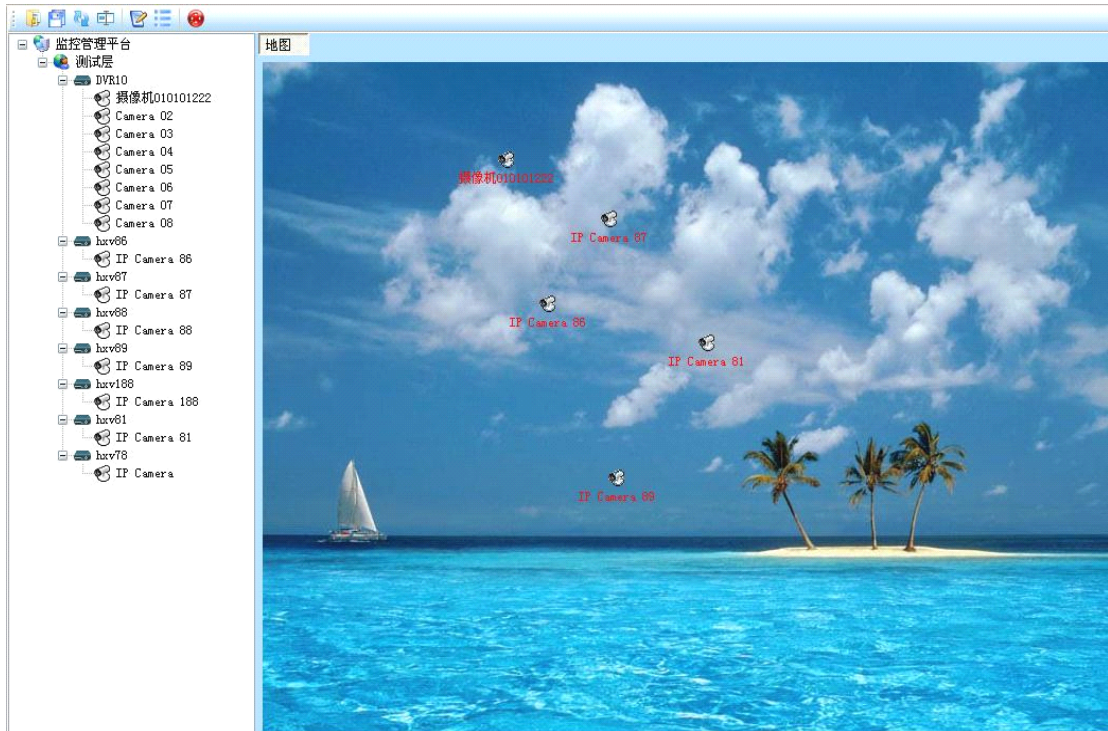 监控管理平台
测试层
DVR10
摄像机010101222
Camera 02
Camera 03
Camera 04
Camera 05
Camera 06
Camera 07
Camera 08
hxv86
IP Camera 86
hxv87
IP Camera 87
hxv88
IP Camera 88
hxv89
IP Camera 89
hxv188
IP Camera 188
hxv81
IP Camera 81
hxv78
IP Camera
地图
摄像机010101222
IP Camera 87
IP Camera 86
IP Camera 81
IP Camera 89